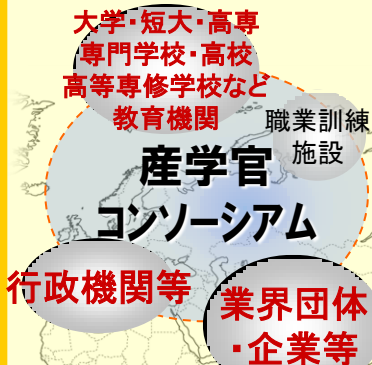 大学・短大・高専
専門学校・高校
高等専修学校など
教育機関
職業訓練
施設
産学官
コンソーシアム
行政機関等
業界団体
・企業等